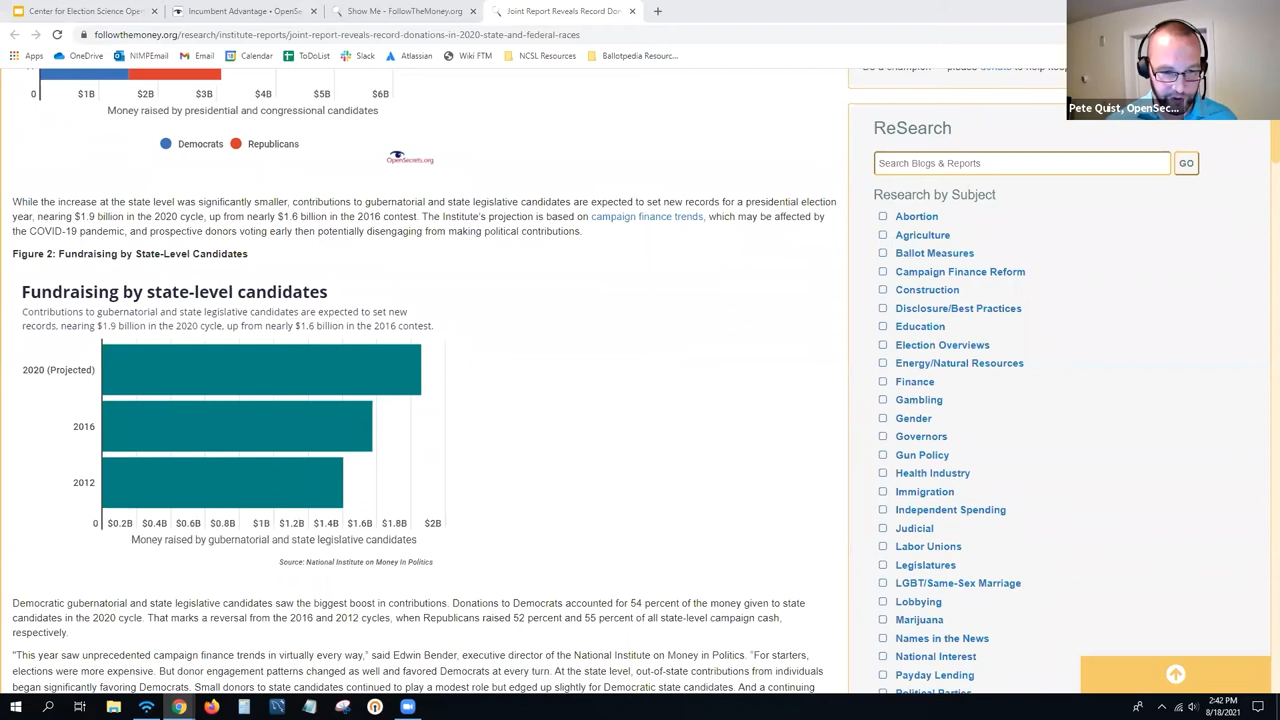 Center for Election Science Ope
Incumbent Advantage • OpenSe
Show Me - FollowTheMoney.org
Joint Report Reveals Record Don
followthemoney.org/research/institute-reports/joint-report-reveals-record-donations-in-2020-state-and-federal-races
Apps
OneDrive
NIMPEmail
Email
Calendar
ToDoList
Slack
Atlassian
Wiki FTM
NCSL Resources
Ballotpedia Resourc...
Pete Quist, OpenSec...
0 $1B $2B $3B $4B $5B $6B
Money raised by presidential and congressional candidates
Democrats Republicans
OpenSecrets.org
While the increase at the state level was significantly smaller, contributions to gubernatorial and state legislative candidates are expected to set new records for a presidential election
year, nearing $1.9 billion in the 2020 cycle, up from nearly $1.6 billion in the 2016 contest. The Institute's projection is based on campaign finance trends, which may be affected by
the COVID-19 pandemic, and prospective donors voting early then potentially disengaging from making political contributions.
Figure 2: Fundraising by State-Level Candidates
Fundraising by state-level candidates
Contributions to gubernatorial and state legislative candidates are expected to set new
records, nearing $1.9 billion in the 2020 cycle, up from nearly $1.6 billion in the 2016 contest.
2020 (Projected)
2016
2012
0 $0.2B $0.4B $0.6B $0.8B $1B $1.2B $1.4B $1.6B $1.8B $2B
Money raised by gubernatorial and state legislative candidates
Source: National Institute on Money In Politics
Democratic gubernatorial and state legislative candidates saw the biggest boost in contributions. Donations to Democrats accounted for 54 percent of the money given to state
candidates in the 2020 cycle. That marks a reversal from the 2016 and 2012 cycles, when Republicans raised 52 percent and 55 percent of all state-level campaign cash,
respectively.
"This year saw unprecedented campaign finance trends in virtually every way," said Edwin Bender, executive director of the National Institute on Money in Politics. "For starters,
elections were more expensive. But donor engagement patterns changed as well and favored Democrats at every turn. At the state level, out-of-state contributions from individuals
began significantly favoring Democrats. Small donors to state candidates continued to play a modest role but edged up slightly for Democratic state candidates. And a continuing
ReSearch
Search Blogs & Reports
GO
Research by Subject
Abortion
Agriculture
Ballot Measures
Campaign Finance Reform
Construction
Disclosure/Best Practices
Education
Election Overviews
Energy/Natural Resources
Finance
Gambling
Gender
Governors
Gun Policy
Health Industry
Immigration
Independent Spending
Judicial
Labor Unions
Legislatures
LGBT/Same-Sex Marriage
Lobbying
Marijuana
Names in the News
National Interest
Payday Lending
2:42 PM
8/18/2021